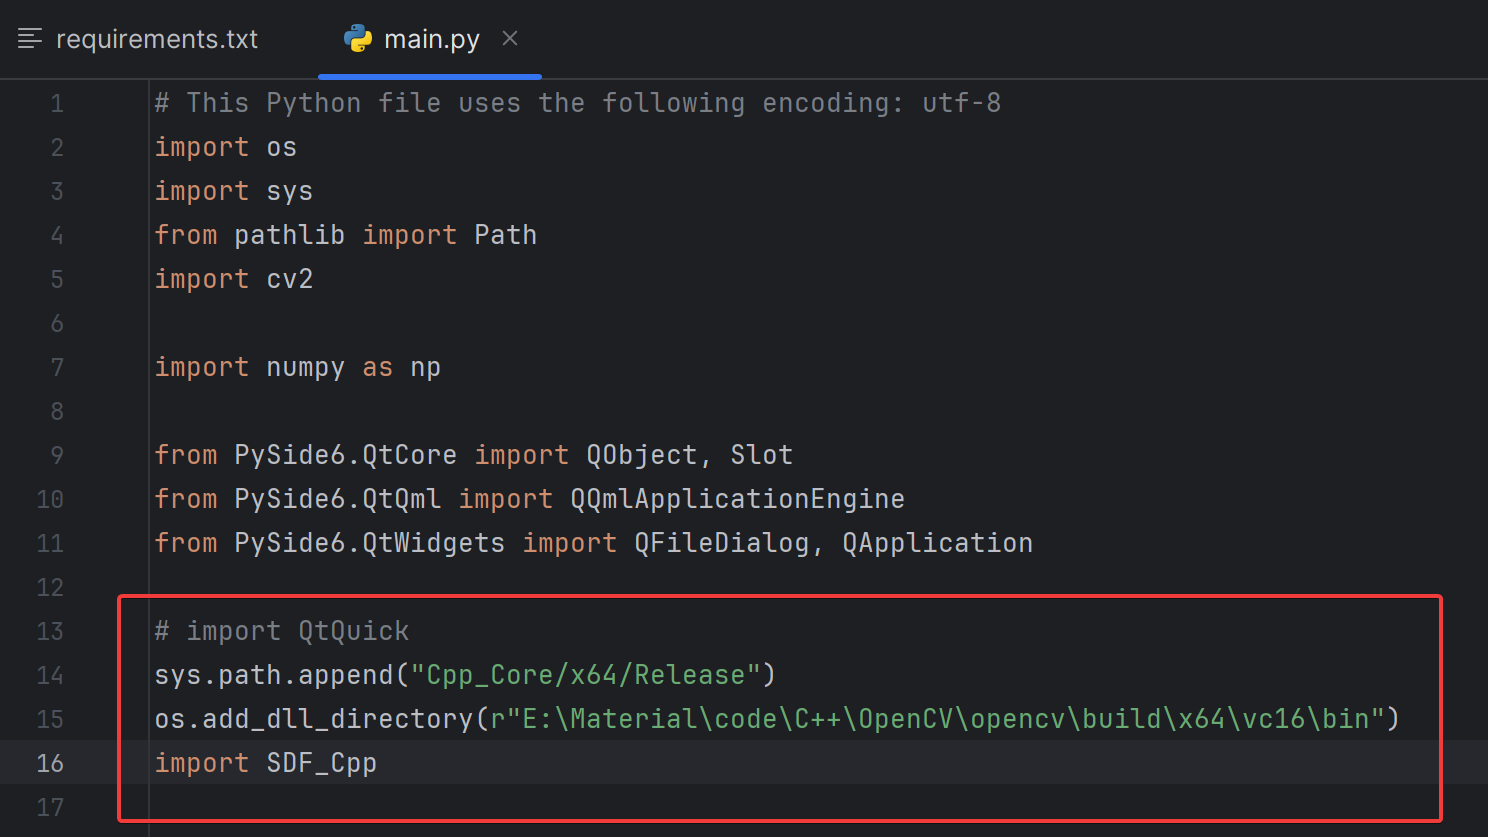 requirements.txt
main.py
1 # This Python file uses the following encoding: utf-8
2 import os
3 import sys
4 from pathlib import Path
5 import cv2
6
7 import numpy as np
8
9 from PySide6.QtCore import QObject, Slot
10 from PySide6.QtQml import QQmlApplicationEngine
11 from PySide6.QtWidgets import QFileDialog, QApplication
12
13 # import QtQuick
14 sys.path.append("Cpp_Core/x64/Release")
15 os.add_dll_directory(r"E:\Material\code\C++\OpenCV\opencv\build\x64\vc16\bin")
16 import SDF_Cpp
17